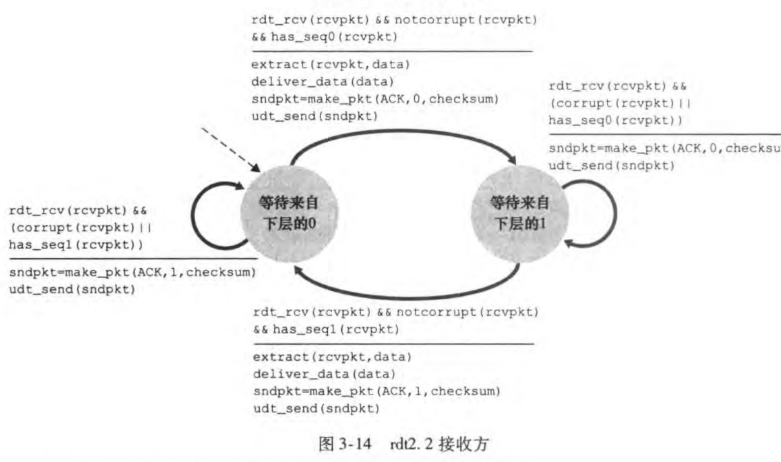 rdt_rcv(rcvpkt) && notcorrupt(rcvpkt)
&& has_seq0(rcvpkt)
extract(rcvpkt,data)
deliver_data(data)
sndpkt=make_pkt(ACK,0,checksum)
udt_send(sndpkt)
rdt_rcv(rcvpkt) &&
(corrupt(rcvpkt)||
has_seq0(rcvpkt))
sndpkt=make_pkt(ACK,0,checksu
udt_send(sndpkt)
等待来自
下层的0
等待来自
下层的1
rdt_rcv(rcvpkt) &&
(corrupt(rcvpkt)||
has_seq1(rcvpkt))
sndpkt=make_pkt(ACK,1,checksum)
udt_send(sndpkt)
rdt_rcv(rcvpkt) && notcorrupt(rcvpkt)
&& has_seq1(rcvpkt)
extract(rcvpkt,data)
deliver_data(data)
sndpkt=make_pkt(ACK,1,checksum)
udt_send(sndpkt)
图 3-14 rdt2. 2 接收方